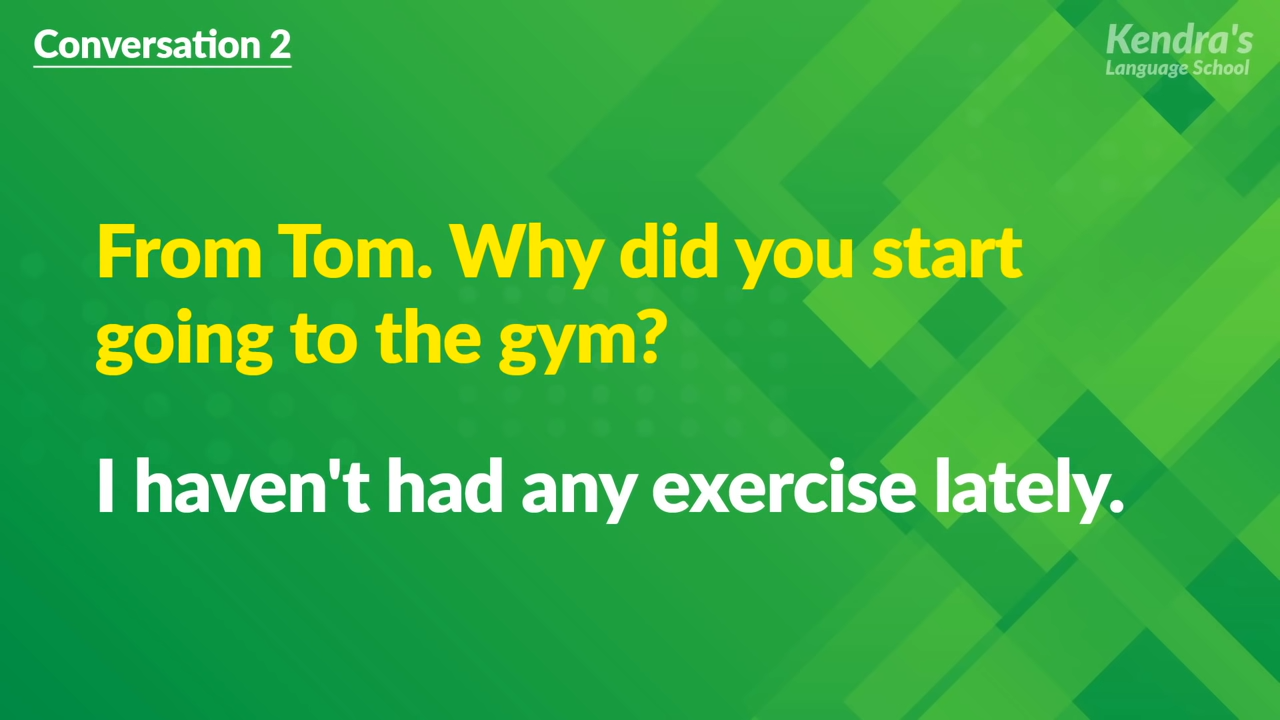 Conversation 2
Kendra's
Language School
From Tom. Why did you start
going to the gym?
I haven't had any exercise lately.